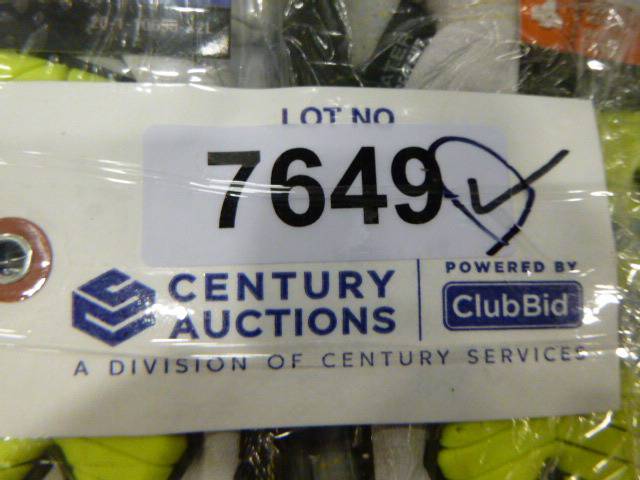 LOT NO
7649
CENTURY
AUCTIONS
POWERED BY
ClubBid
A DIVISION OF CENTURY SERVICES